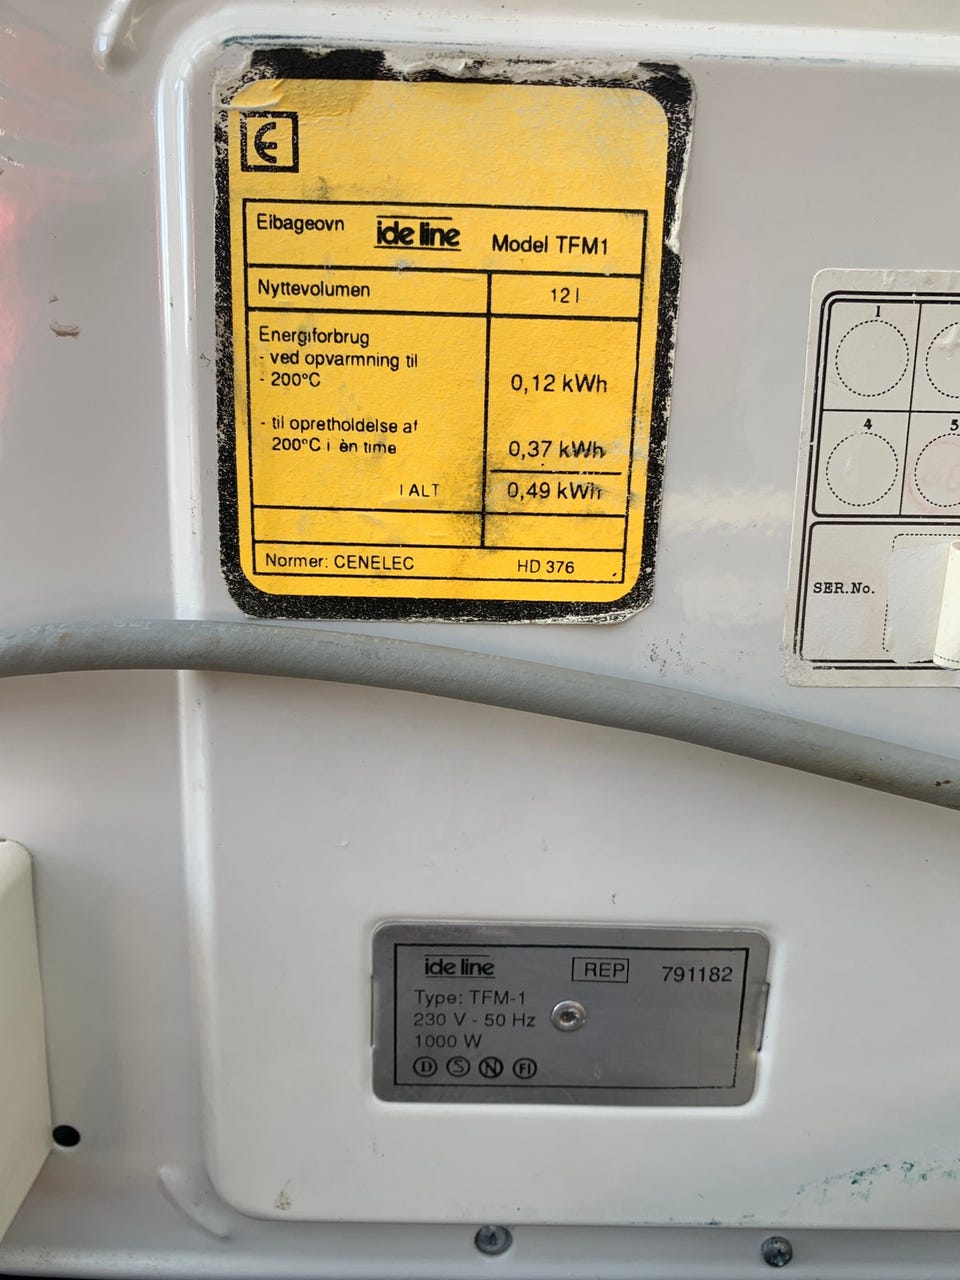 Elbageovn ide line Model TFM1
Nyttevolumen 12 l
Energiforbrug
- ved opvarmning til
- 200°C 0,12 kWh
- til opretholdelse af
200°C i èn time 0,37 kWh
I ALT 0,49 kWh
Normer: CENELEC HD 376
1
4 5
SER.No.
ide line REP 791182
Type: TFM-1
230 V - 50 Hz
1000 W
D S N FI